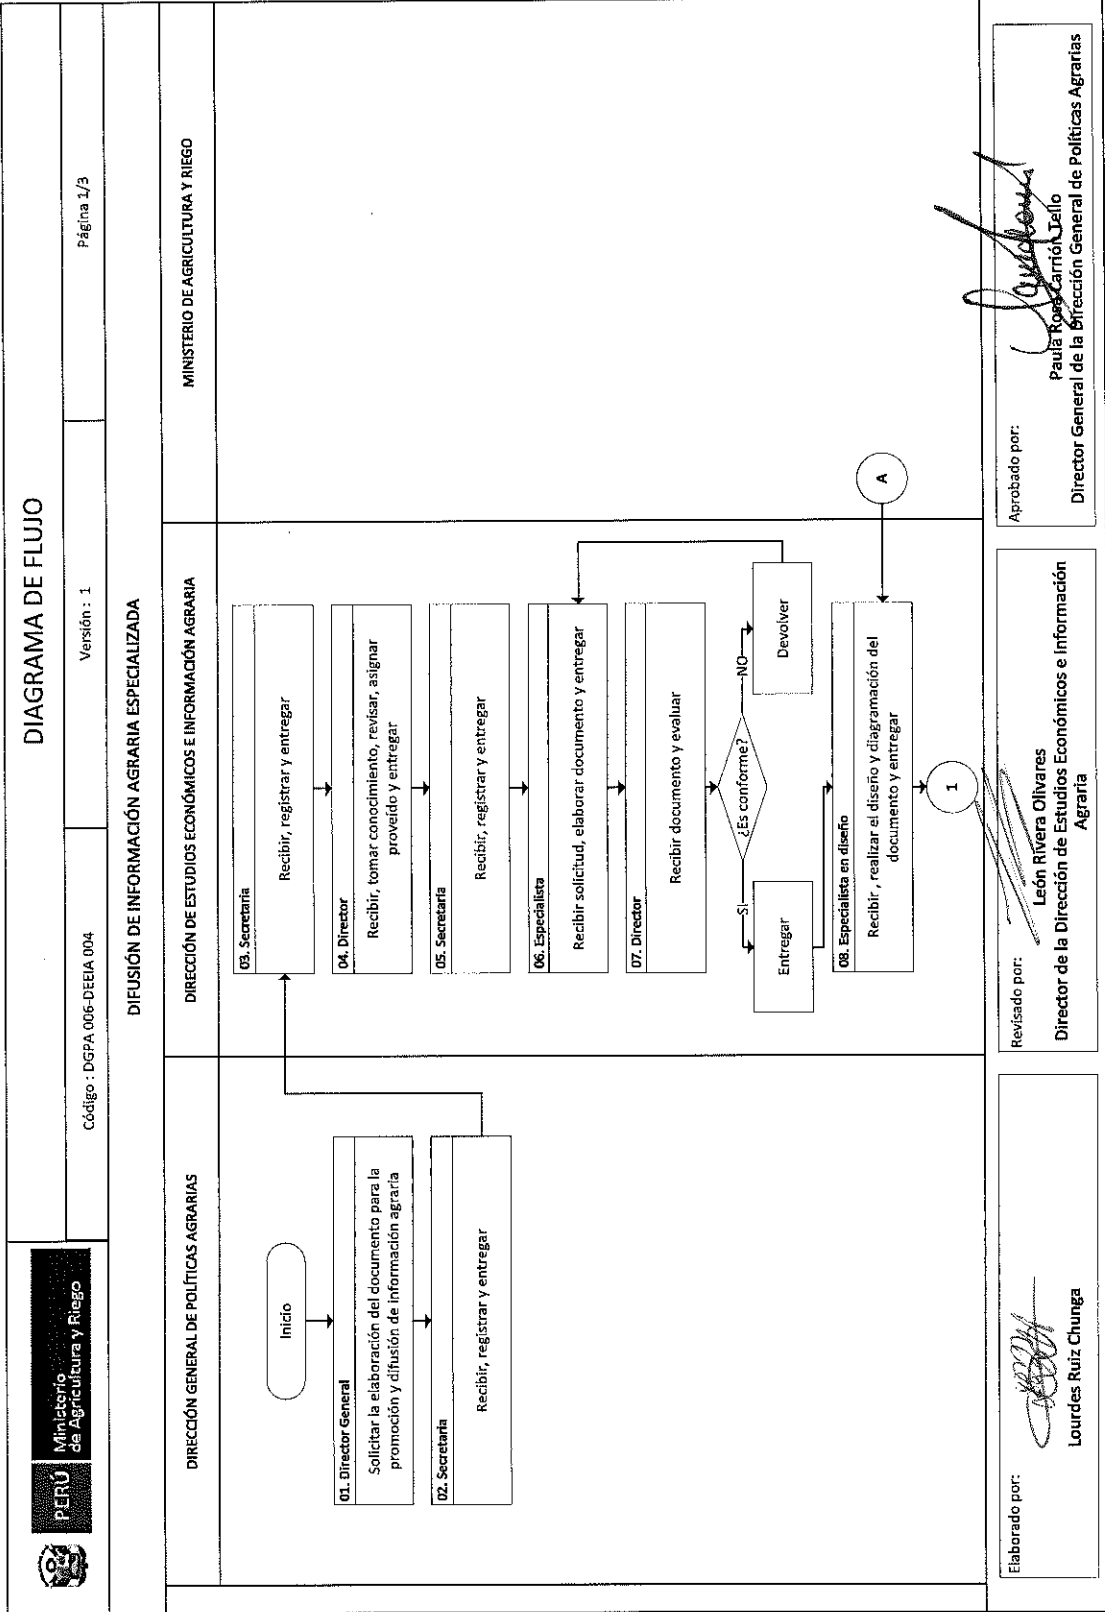 PERÚ
Ministerio
de Agricultura y Riego
DIAGRAMA DE FLUJO
Código : DGPA 006-DEEIA 004
Versión : 1
Página 1/3
DIFUSIÓN DE INFORMACIÓN AGRARIA ESPECIALIZADA
DIRECCIÓN GENERAL DE POLÍTICAS AGRARIAS
DIRECCIÓN DE ESTUDIOS ECONÓMICOS E INFORMACIÓN AGRARIA
MINISTERIO DE AGRICULTURA Y RIEGO
Inicio
01. Director General
Solicitar la elaboración del documento para la
promoción y difusión de información agraria
02. Secretaria
Recibir, registrar y entregar
03. Secretaria
Recibir, registrar y entregar
04. Director
Recibir, tomar conocimiento, revisar, asignar
proveído y entregar
05. Secretaria
Recibir, registrar y entregar
06. Especialista
Recibir solicitud, elaborar documento y entregar
07. Director
Recibir documento y evaluar
¿Es conforme?
SI
NO
Entregar
Devolver
08. Especialista en diseño
Recibir , realizar el diseño y diagramación del
documento y entregar
A
1
Elaborado por:
Lourdes Ruiz Chunga
Revisado por:
León Rivera Olivares
Director de la Dirección de Estudios Económicos e Información
Agraria
Aprobado por:
Paula Rosa Carrión Tello
Director General de la Dirección General de Políticas Agrarias